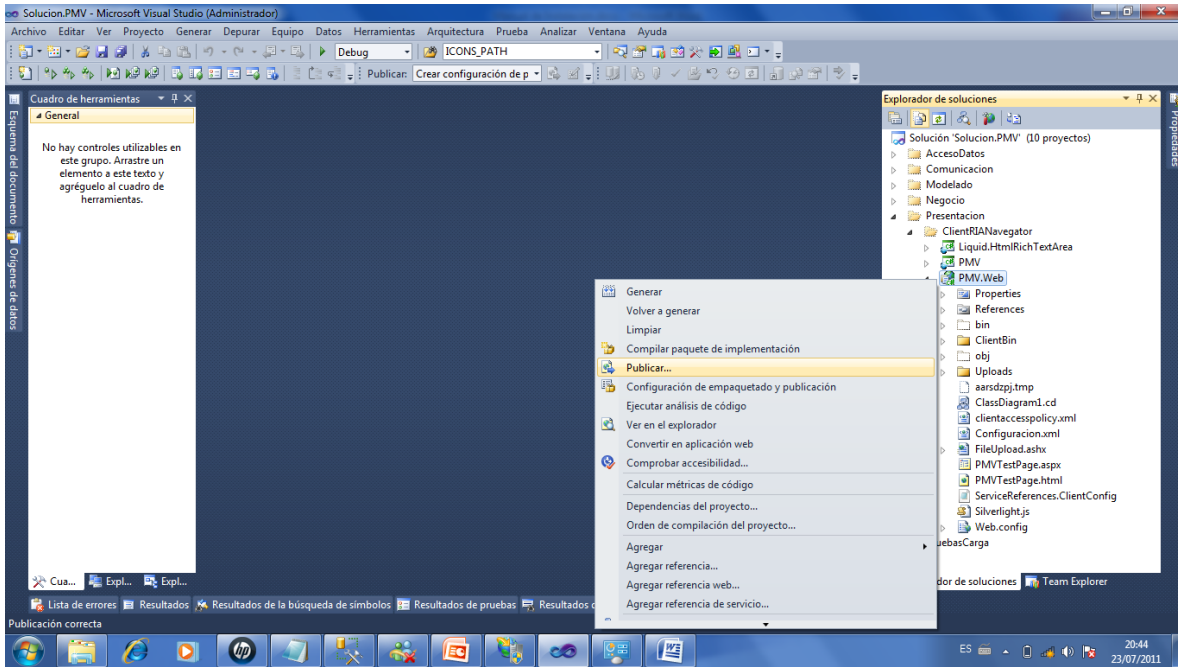 Solucion.PMV - Microsoft Visual Studio (Administrador)
Archivo Editar Ver Proyecto Generar Depurar Equipo Datos Herramientas Arquitectura Prueba Analizar Ventana Ayuda
Debug ICONS_PATH
Publicar: Crear configuración de p
Esquema del documento
Orígenes de datos
Cuadro de herramientas
General
No hay controles utilizables en
este grupo. Arrastre un
elemento a este texto y
agréguelo al cuadro de
herramientas.
Cua... Expl... Expl...
Generar
Volver a generar
Limpiar
Compilar paquete de implementación
Publicar...
Configuración de empaquetado y publicación
Ejecutar análisis de código
Ver en el explorador
Convertir en aplicación web
Comprobar accesibilidad...
Calcular métricas de código
Dependencias del proyecto...
Orden de compilación del proyecto...
Agregar
Agregar referencia...
Agregar referencia web...
Agregar referencia de servicio...
Explorador de soluciones
Solución 'Solucion.PMV' (10 proyectos)
AccesoDatos
Comunicacion
Modelado
Negocio
Presentacion
ClientRIANavegator
Liquid.HtmlRichTextArea
PMV
PMV.Web
Properties
References
bin
ClientBin
obj
Uploads
aarsdzpj.tmp
ClassDiagram1.cd
clientaccesspolicy.xml
Configuracion.xml
FileUpload.ashx
PMVTestPage.aspx
PMVTestPage.html
ServiceReferences.ClientConfig
Silverlight.js
Web.config
uebasCarga
dor de soluciones Team Explorer
Propiedades
Lista de errores Resultados Resultados de la búsqueda de símbolos Resultados de pruebas Resultados
Publicación correcta
hp
ES
20:44
23/07/2011